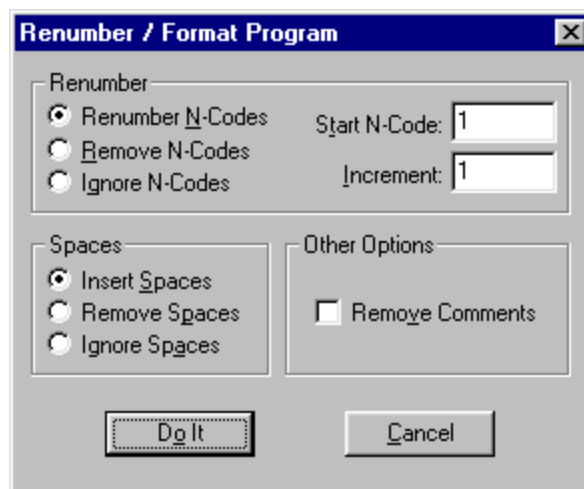 Renumber / Format Program
Renumber
Renumber N-Codes
Remove N-Codes
Ignore N-Codes
Start N-Code: 1
Increment: 1
Spaces
Insert Spaces
Remove Spaces
Ignore Spaces
Other Options
Remove Comments
Do It
Cancel